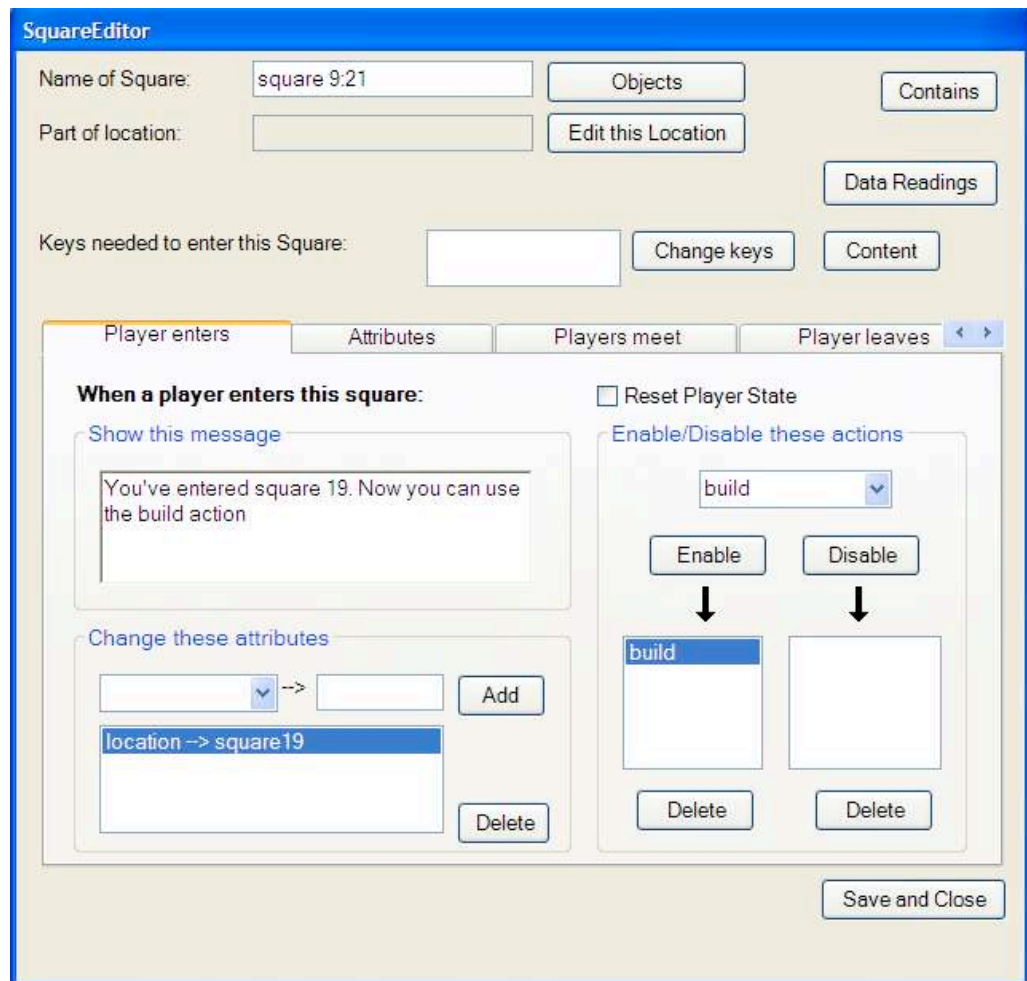 SquareEditor
Name of Square:
square 9:21
Objects
Contains
Part of location:
Edit this Location
Data Readings
Keys needed to enter this Square:
Change keys
Content
Player enters
Attributes
Players meet
Player leaves
When a player enters this square:
Reset Player State
Show this message
You've entered square 19. Now you can use
the build action
Enable/Disable these actions
build
Enable
Disable
Change these attributes
-->
Add
location --> square19
Delete
build
Delete
Delete
Save and Close